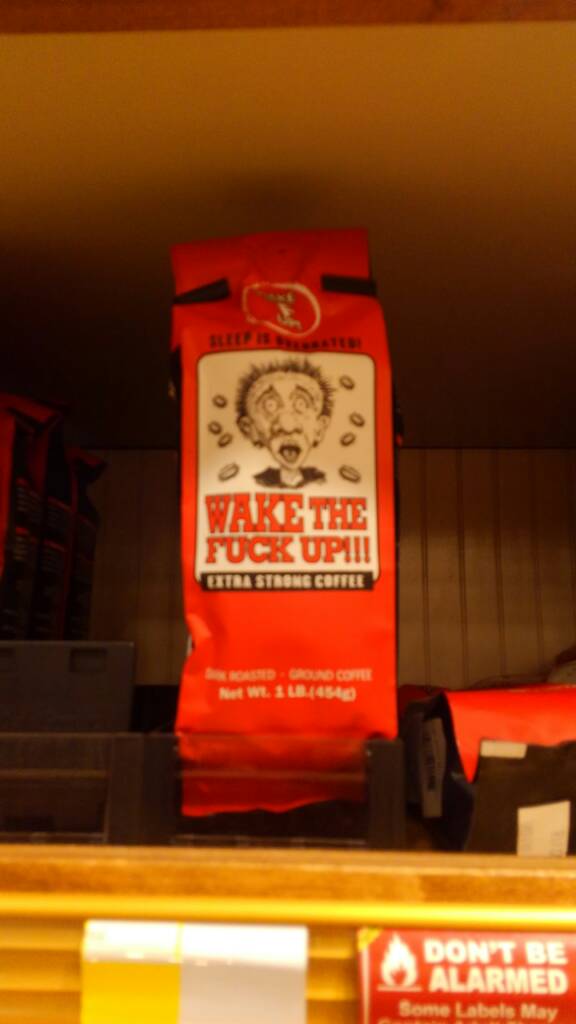 SLEEP IS OVERRATED!
WAKE THE
FUCK UP!!!
EXTRA STRONG COFFEE
DARK ROASTED - GROUND COFFEE
Net Wt. 1 LB.(454g)
DON'T BE
ALARMED
Some Labels May